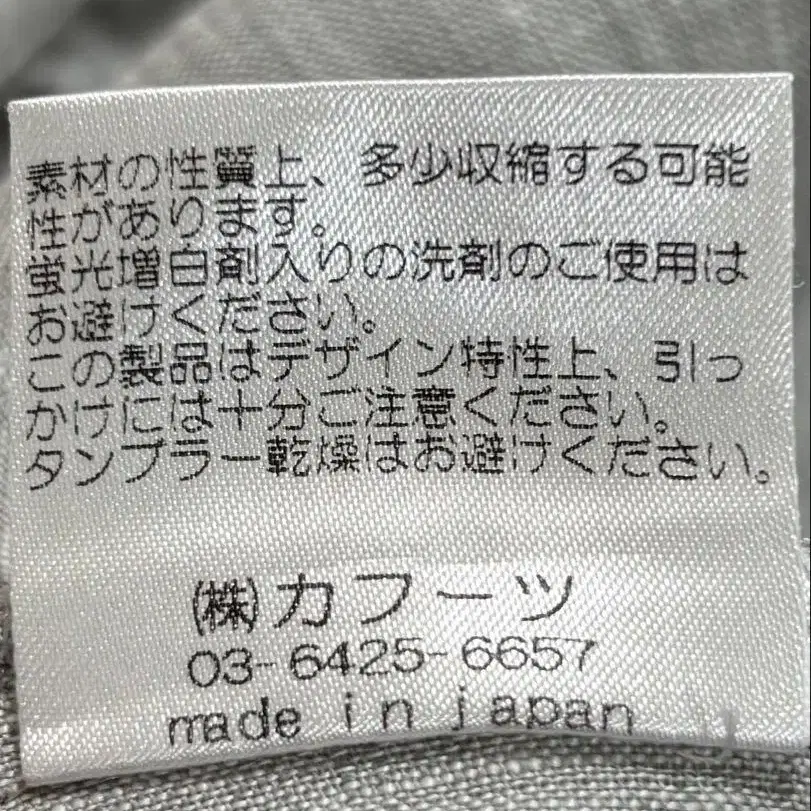 素材の性質上、多少収縮する可能
性があります。
蛍光増白剤入りの洗剤のご使用は
お避けください。
この製品はデザイン特性上、引っ
かけには十分ご注意ください。
タンブラー乾燥はお避けください。
㈱カフーツ
03-6425-6657
made in japan